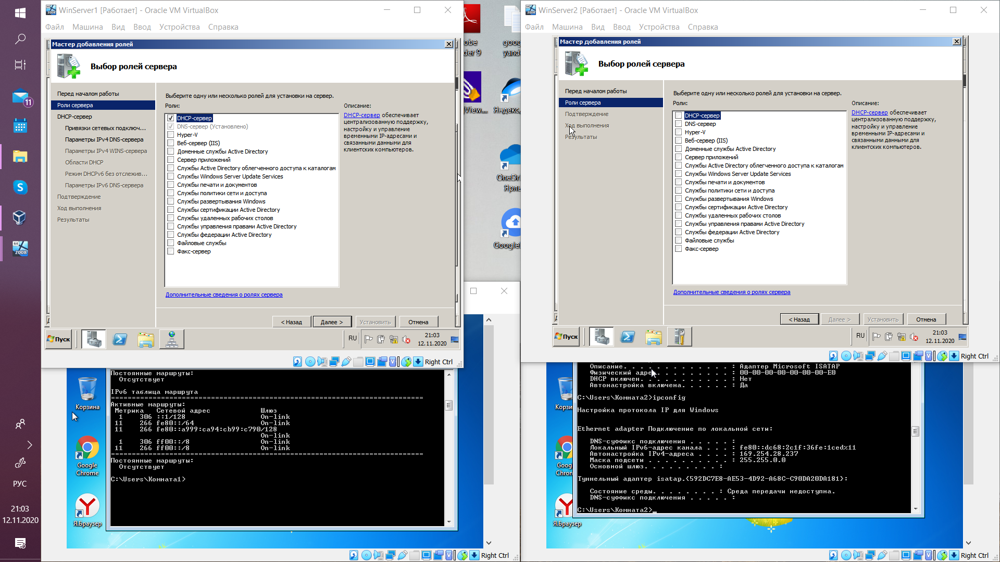 WinServer1 [Работает] - Oracle VM VirtualBox
Файл Машина Вид Ввод Устройства Справка
Мастер добавления ролей
Выбор ролей сервера
Перед началом работы
Роли сервера
DHCP-сервер
Привязки сетевых подключ...
Параметры IPv4 DNS-сервера
Параметры IPv4 WINS-сервера
Области DHCP
Режим DHCPv6 без отслежив...
Параметры IPv6 DNS-сервера
Подтверждение
Ход выполнения
Результаты
Выберите одну или несколько ролей для установки на сервер.
Роли:
DHCP-сервер
DNS-сервер (Установлено)
Hyper-V
Веб-сервер (IIS)
Доменные службы Active Directory
Сервер приложений
Службы Active Directory облегченного доступа к каталогам
Службы Windows Server Update Services
Службы печати и документов
Службы политики сети и доступа
Службы развертывания Windows
Службы сертификации Active Directory
Службы удаленных рабочих столов
Службы управления правами Active Directory
Службы федерации Active Directory
Файловые службы
Факс-сервер
Дополнительные сведения о ролях сервера
Описание:
DHCP-сервер обеспечивает
централизованную поддержку,
настройку и управление
временными IP-адресами и
связанными данными для
клиентских компьютеров.
< Назад Далее > Установить Отмена
Пуск
RU
21:03
12.11.2020
Right Ctrl
WinServer2 [Работает] - Oracle VM VirtualBox
Файл Машина Вид Ввод Устройства Справка
Мастер добавления ролей
Выбор ролей сервера
Перед началом работы
Роли сервера
Подтверждение
Ход выполнения
Результаты
Выберите одну или несколько ролей для установки на сервер.
Роли:
DHCP-сервер
DNS-сервер
Hyper-V
Веб-сервер (IIS)
Доменные службы Active Directory
Сервер приложений
Службы Active Directory облегченного доступа к каталогам
Службы Windows Server Update Services
Службы печати и документов
Службы политики сети и доступа
Службы развертывания Windows
Службы сертификации Active Directory
Службы удаленных рабочих столов
Службы управления правами Active Directory
Службы федерации Active Directory
Файловые службы
Факс-сервер
Дополнительные сведения о ролях сервера
Описание:
DHCP-сервер обеспечивает
централизованную поддержку,
настройку и управление
временными IP-адресами и
связанными данными для
клиентских компьютеров.
< Назад Далее > Установить Отмена
Пуск
RU
21:03
12.11.2020
Right Ctrl
obe
der 9
goog
yand
View....
Яндекс,
OneDri
Ярлы
Googlel
11
64
2008
РУС
21:03
12.11.2020
Корзина
Google
Chrome
Я.Браузер
Постоянные маршруты:
Отсутствует
IPv6 таблица маршрута
===========================================================================
Активные маршруты:
Метрика Сетевой адрес Шлюз
1 306 ::1/128 On-link
11 266 fe80::/64 On-link
11 266 fe80::a999:ca94:cb99:c790/128
On-link
1 306 ff00::/8 On-link
11 266 ff00::/8 On-link
===========================================================================
Постоянные маршруты:
Отсутствует
C:\Users\Комната1>
Right Ctrl
Корзи
Goog
Chron
Я.Браузер
Описание. . . . . . . . . . . . . : Адаптер Microsoft ISATAP
Физический адре. . . . . . . . . : 00-00-00-00-00-00-00-E0
DHCP включен. . . . . . . . . . . : Нет
Автонастройка включена. . . . . . : Да
C:\Users\Комната2>ipconfig
Настройка протокола IP для Windows
Ethernet adapter Подключение по локальной сети:
DNS-суффикс подключения . . . . . :
Локальный IPv6-адрес канала . . . : fe80::dc68:2c1f:36fe:1ced%11
Автонастройка IPv4-адреса . . . . : 169.254.28.237
Маска подсети . . . . . . . . . . : 255.255.0.0
Основной шлюз. . . . . . . . . :
Туннельный адаптер isatap.{592DC7E8-AE53-4D92-A68C-C90DA20DA181}:
Состояние среды. . . . . . . . : Среда передачи недоступна.
DNS-суффикс подключения . . . . . :
C:\Users\Комната2>_
Right Ctrl